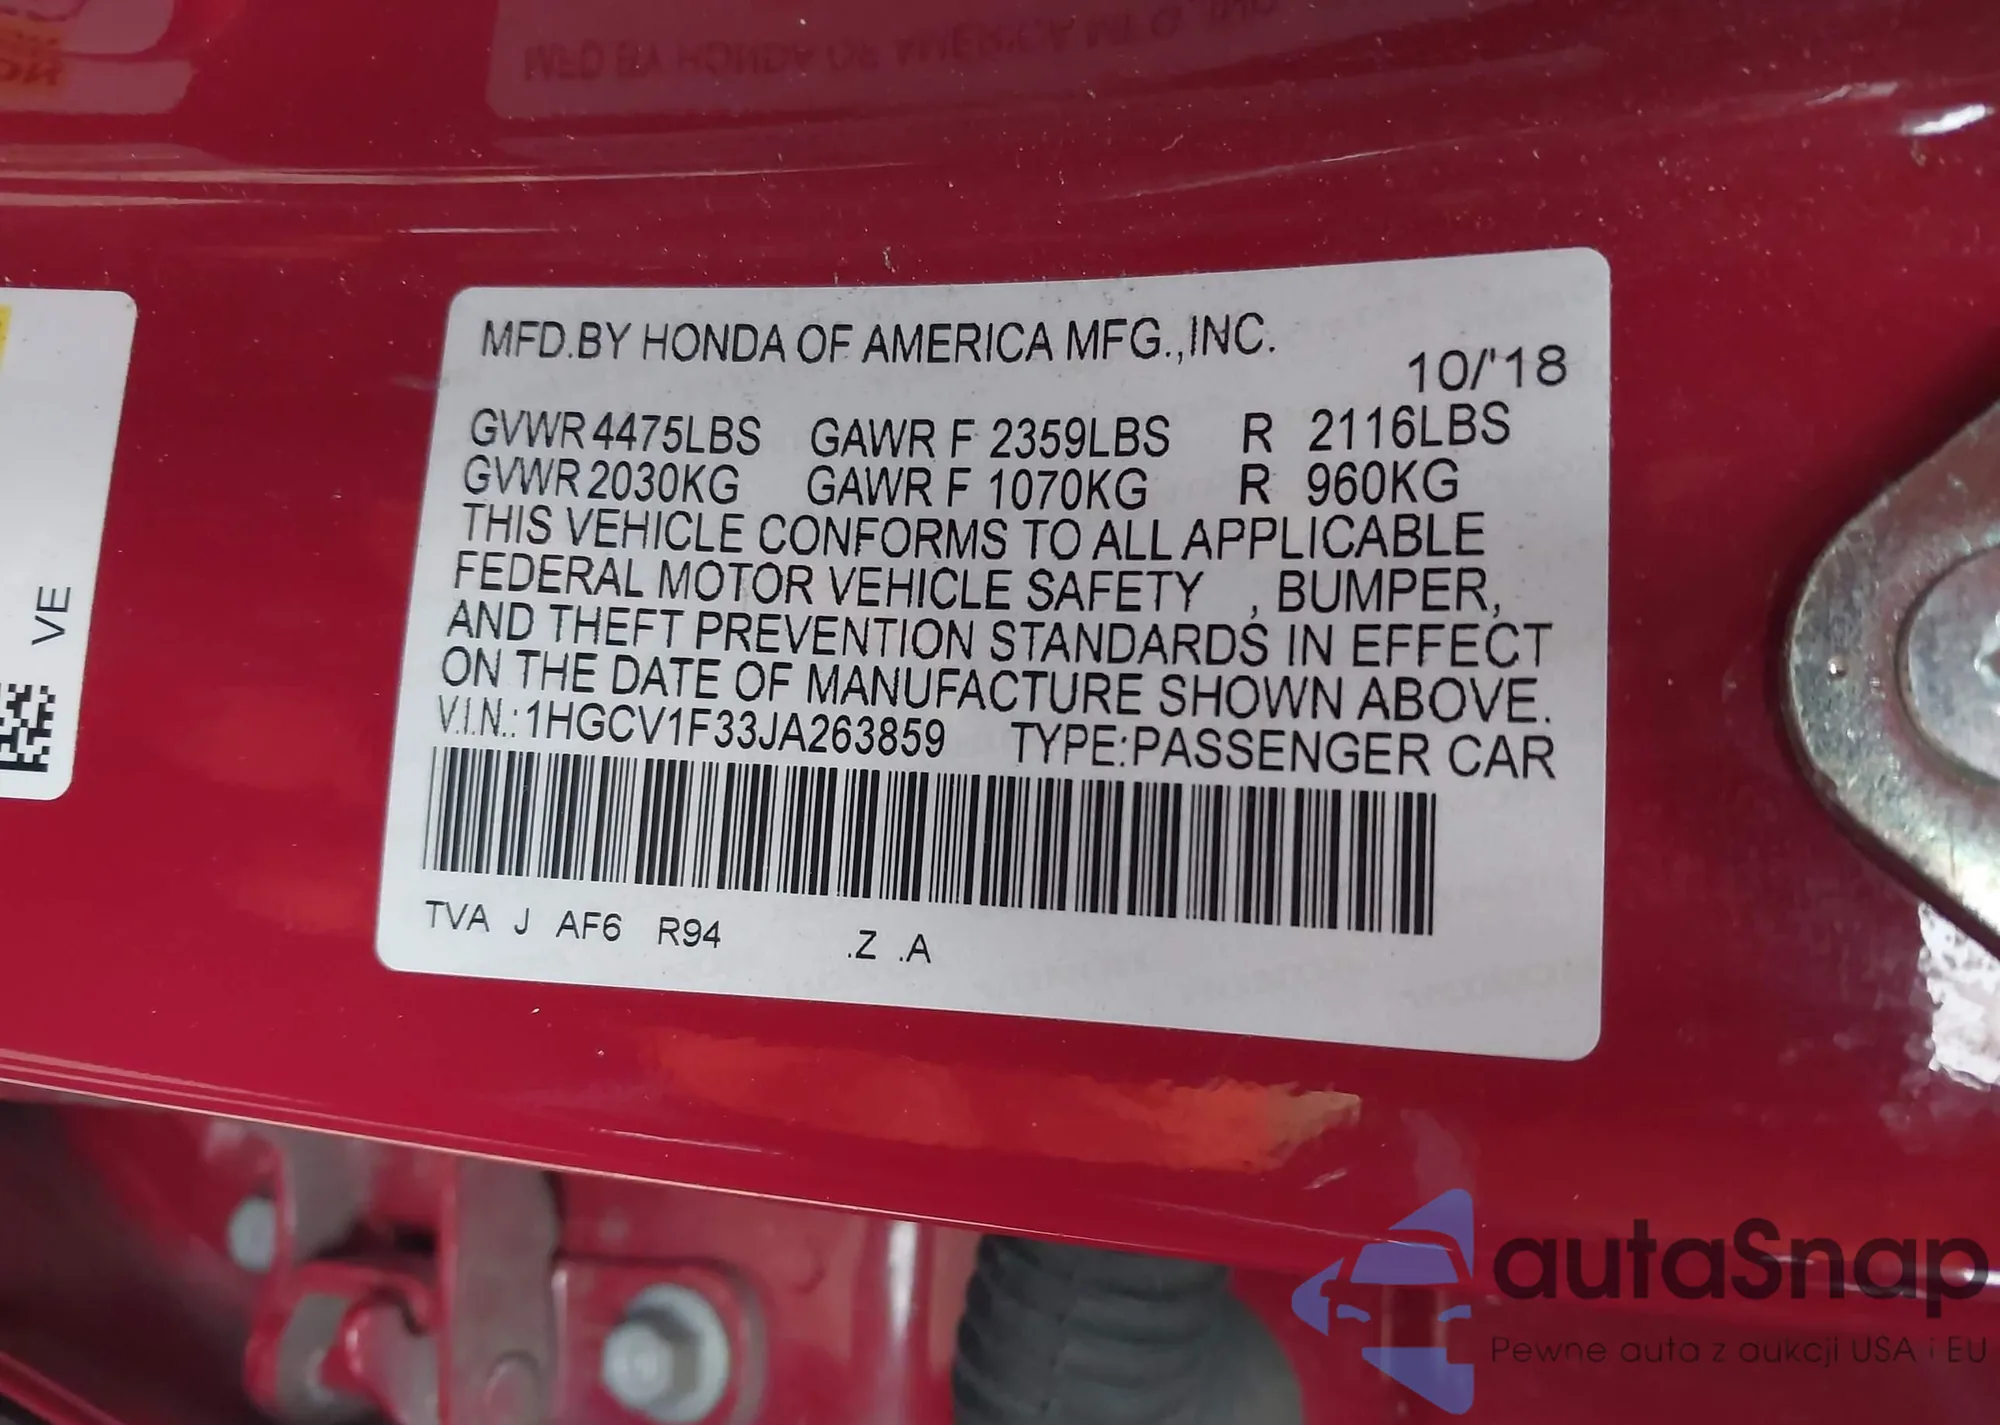 MFD.BY HONDA OF AMERICA MFG.,INC.
10/'18
GVWR 4475LBS GAWR F 2359LBS R 2116LBS
GVWR 2030KG GAWR F 1070KG R 960KG
THIS VEHICLE CONFORMS TO ALL APPLICABLE
FEDERAL MOTOR VEHICLE SAFETY , BUMPER,
AND THEFT PREVENTION STANDARDS IN EFFECT
ON THE DATE OF MANUFACTURE SHOWN ABOVE.
V.I.N.: 1HGCV1F33JA263859 TYPE:PASSENGER CAR
TVA J AF6 R94 .Z .A
VE
autaSnap
Pewne auta z aukcji USA i EU